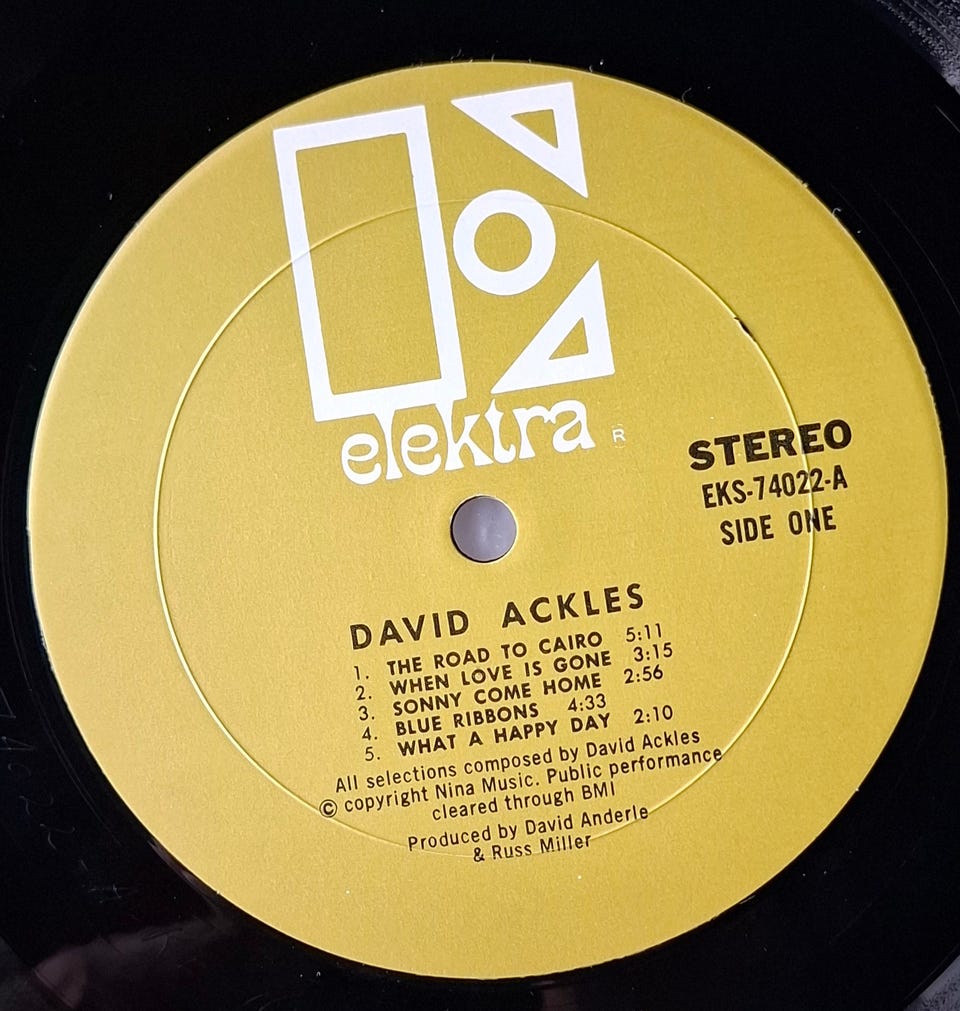 elektra ®
STEREO
EKS-74022-A
SIDE ONE
DAVID ACKLES
1. THE ROAD TO CAIRO 5:11
2. WHEN LOVE IS GONE 3:15
3. SONNY COME HOME 2:56
4. BLUE RIBBONS 4:33
5. WHAT A HAPPY DAY 2:10
All selections composed by David Ackles
© copyright Nina Music. Public performance
cleared through BMI
Produced by David Anderle
& Russ Miller